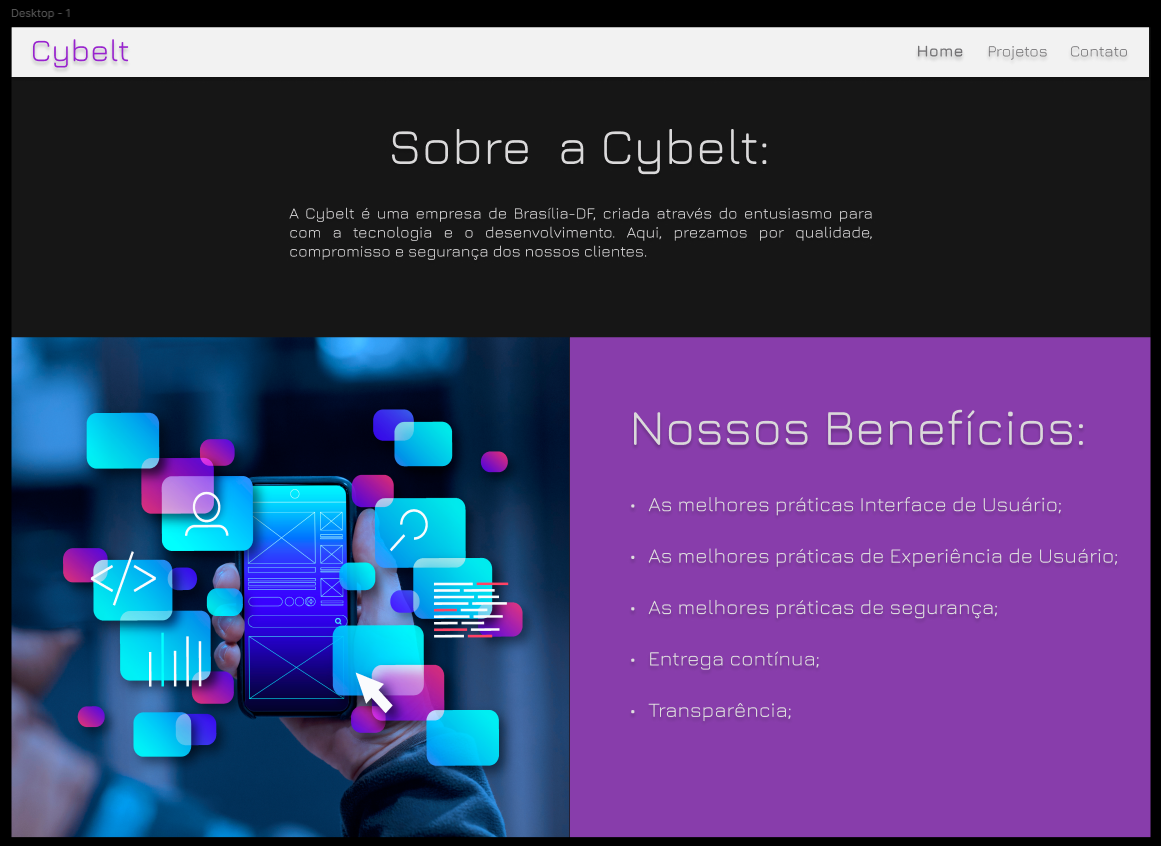 Desktop - 1
Cybelt
Home Projetos Contato
Sobre a Cybelt:
A Cybelt é uma empresa de Brasília-DF, criada através do entusiasmo para
com a tecnologia e o desenvolvimento. Aqui, prezamos por qualidade,
compromisso e segurança dos nossos clientes.
Nossos Benefícios:
• As melhores práticas Interface de Usuário;
• As melhores práticas de Experiência de Usuário;
• As melhores práticas de segurança;
• Entrega contínua;
• Transparência;